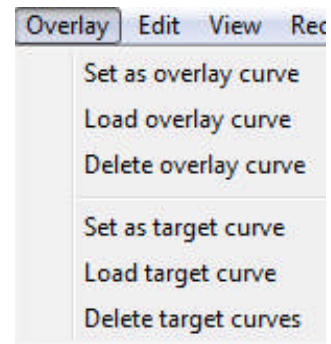 Overlay Edit View Rec
Set as overlay curve
Load overlay curve
Delete overlay curve
Set as target curve
Load target curve
Delete target curves